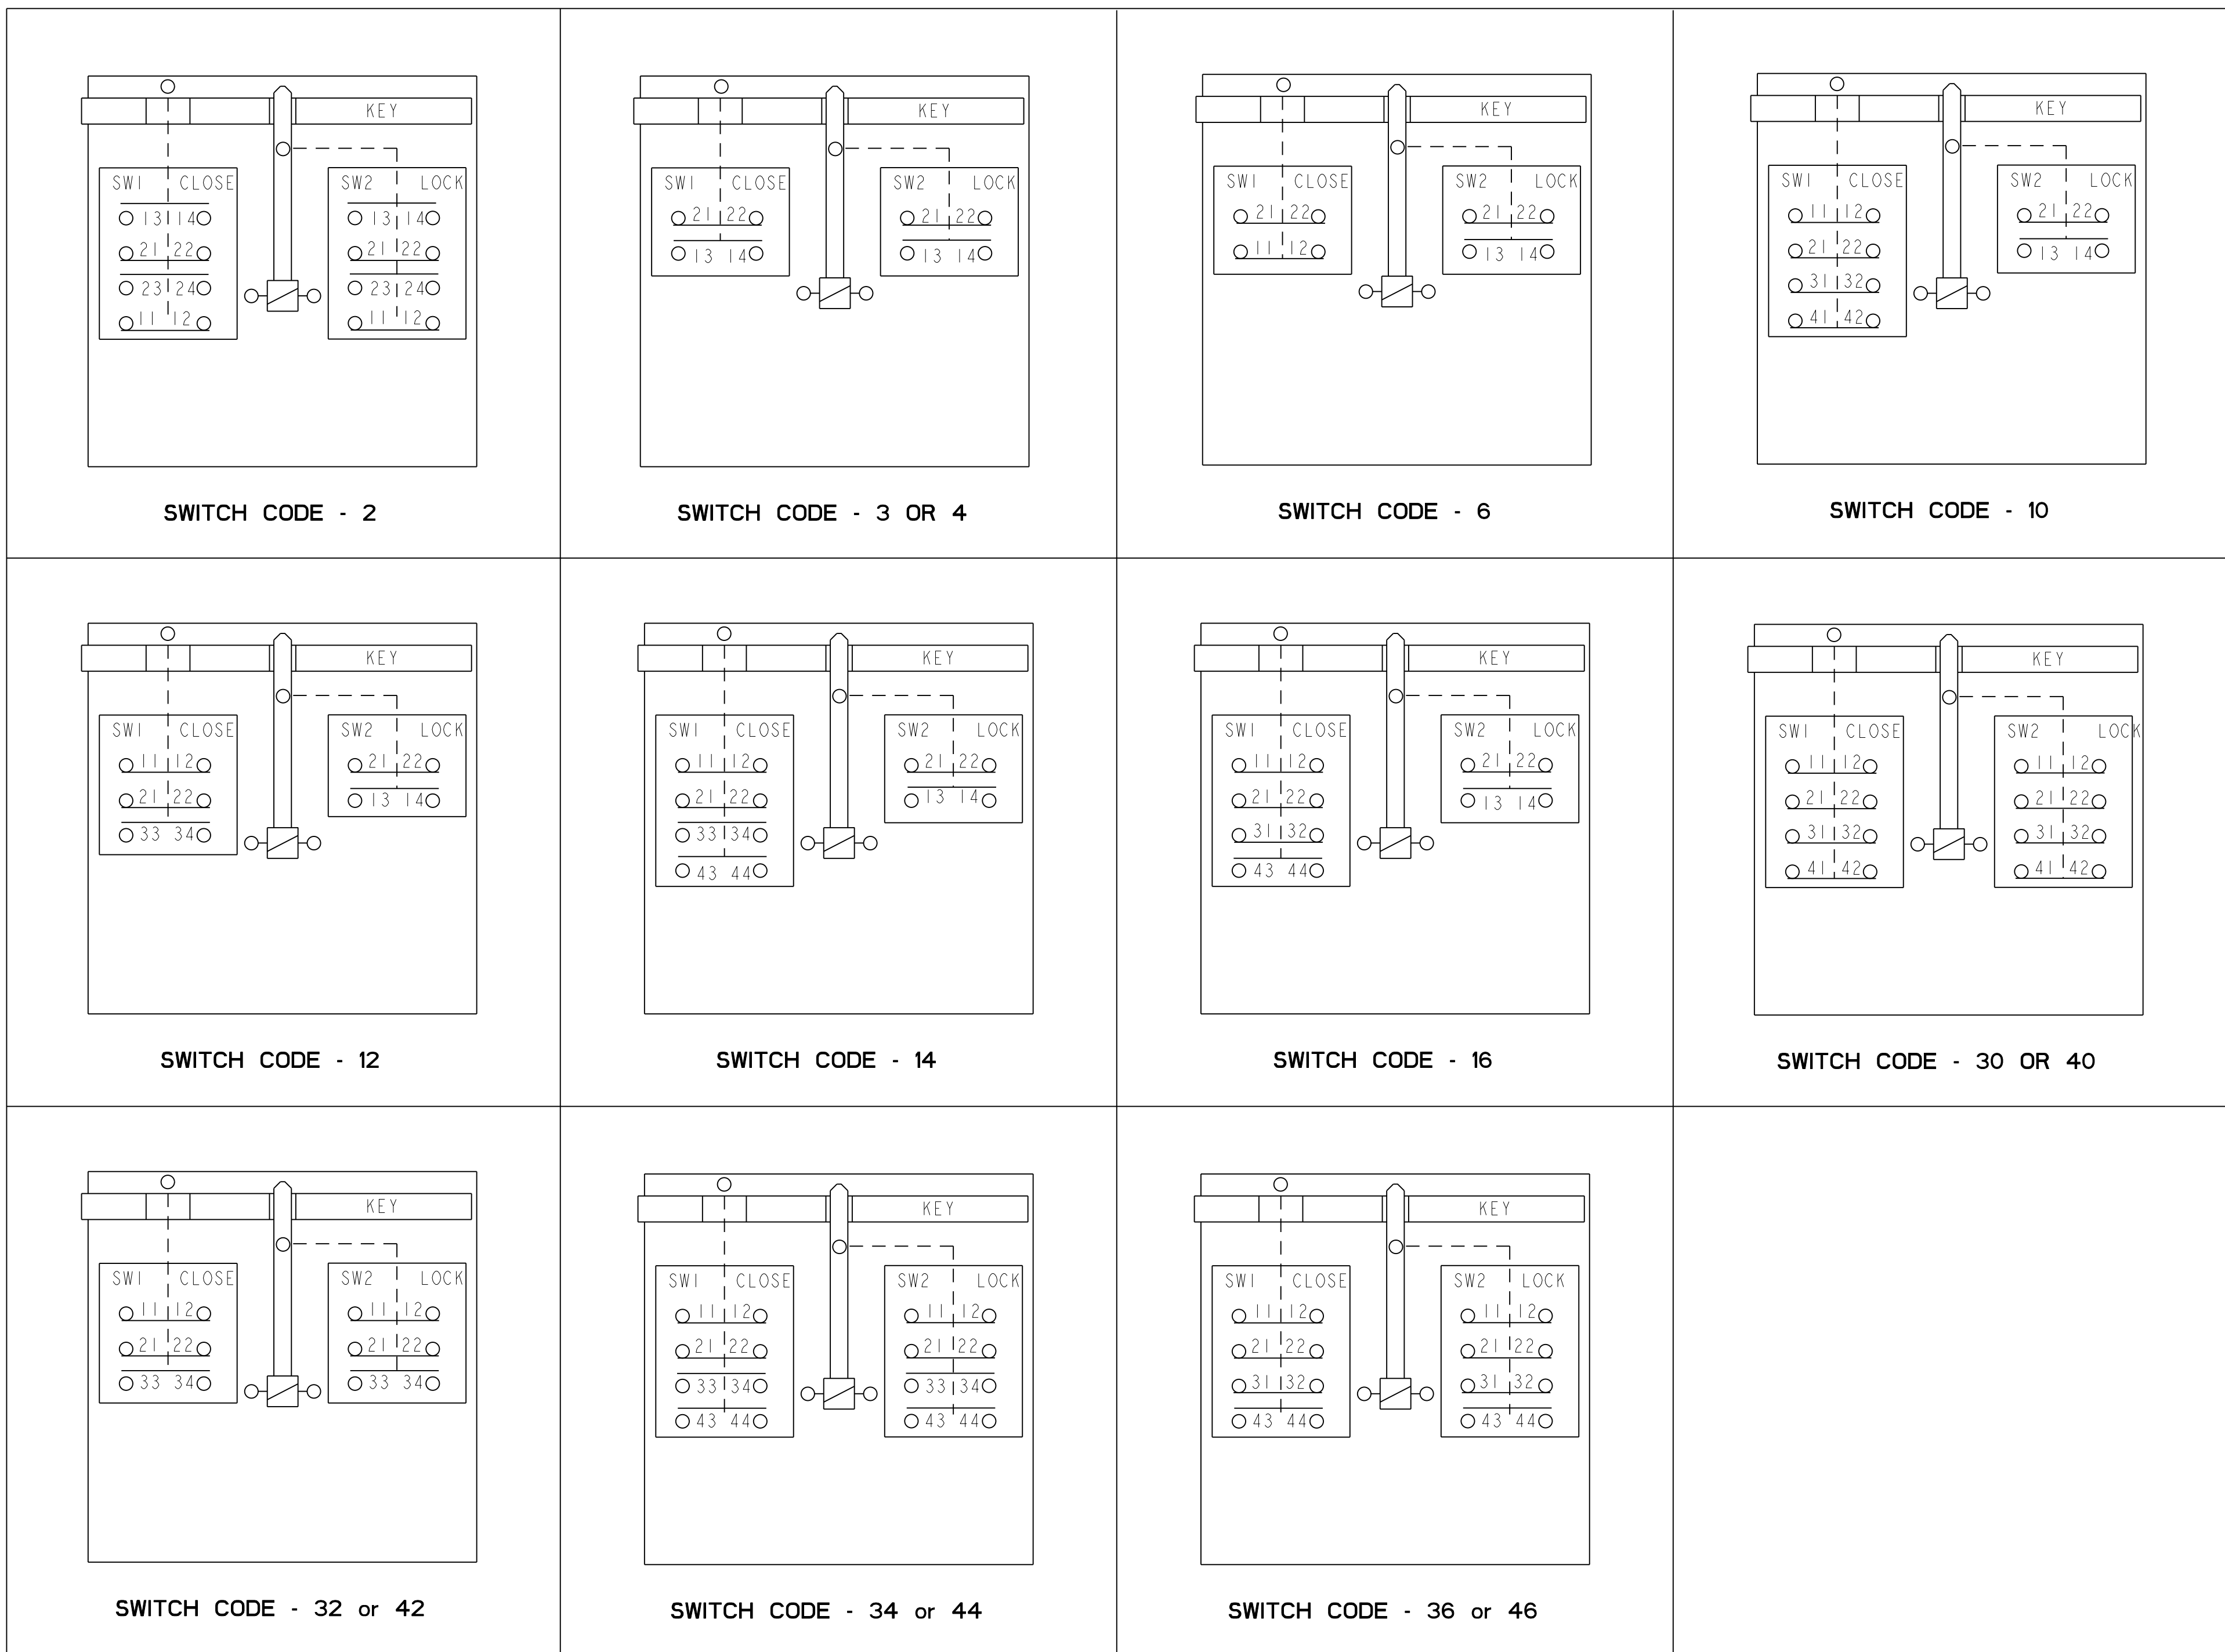 KEY
SW1 CLOSE
13 14
21 22
23 24
11 12
SW2 LOCK
13 14
21 22
23 24
11 12
SWITCH CODE - 2
KEY
SW1 CLOSE
21 22
13 14
SW2 LOCK
21 22
13 14
SWITCH CODE - 3 OR 4
KEY
SW1 CLOSE
21 22
11 12
SW2 LOCK
21 22
13 14
SWITCH CODE - 6
KEY
SW1 CLOSE
11 12
21 22
31 32
41 42
SW2 LOCK
21 22
13 14
SWITCH CODE - 10
KEY
SW1 CLOSE
11 12
21 22
33 34
SW2 LOCK
21 22
13 14
SWITCH CODE - 12
KEY
SW1 CLOSE
11 12
21 22
33 34
43 44
SW2 LOCK
21 22
13 14
SWITCH CODE - 14
KEY
SW1 CLOSE
11 12
21 22
31 32
43 44
SW2 LOCK
21 22
13 14
SWITCH CODE - 16
KEY
SW1 CLOSE
11 12
21 22
31 32
41 42
SW2 LOCK
11 12
21 22
31 32
41 42
SWITCH CODE - 30 OR 40
KEY
SW1 CLOSE
11 12
21 22
33 34
SW2 LOCK
11 12
21 22
33 34
SWITCH CODE - 32 or 42
KEY
SW1 CLOSE
11 12
21 22
33 34
43 44
SW2 LOCK
11 12
21 22
33 34
43 44
SWITCH CODE - 34 or 44
KEY
SW1 CLOSE
11 12
21 22
31 32
43 44
SW2 LOCK
11 12
21 22
31 32
43 44
SWITCH CODE - 36 or 46